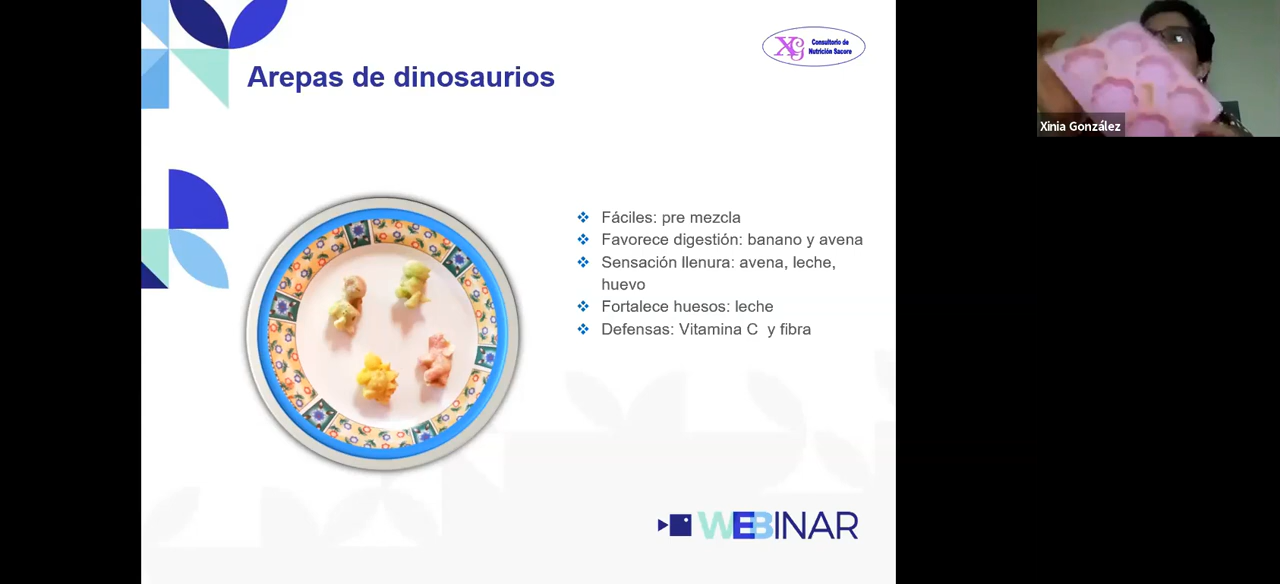 XG Consultorio de
Nutrición Sacore
Arepas de dinosaurios
Xinia González
Fáciles: pre mezcla
Favorece digestión: banano y avena
Sensación llenura: avena, leche,
huevo
Fortalece huesos: leche
Defensas: Vitamina C y fibra
WEBINAR